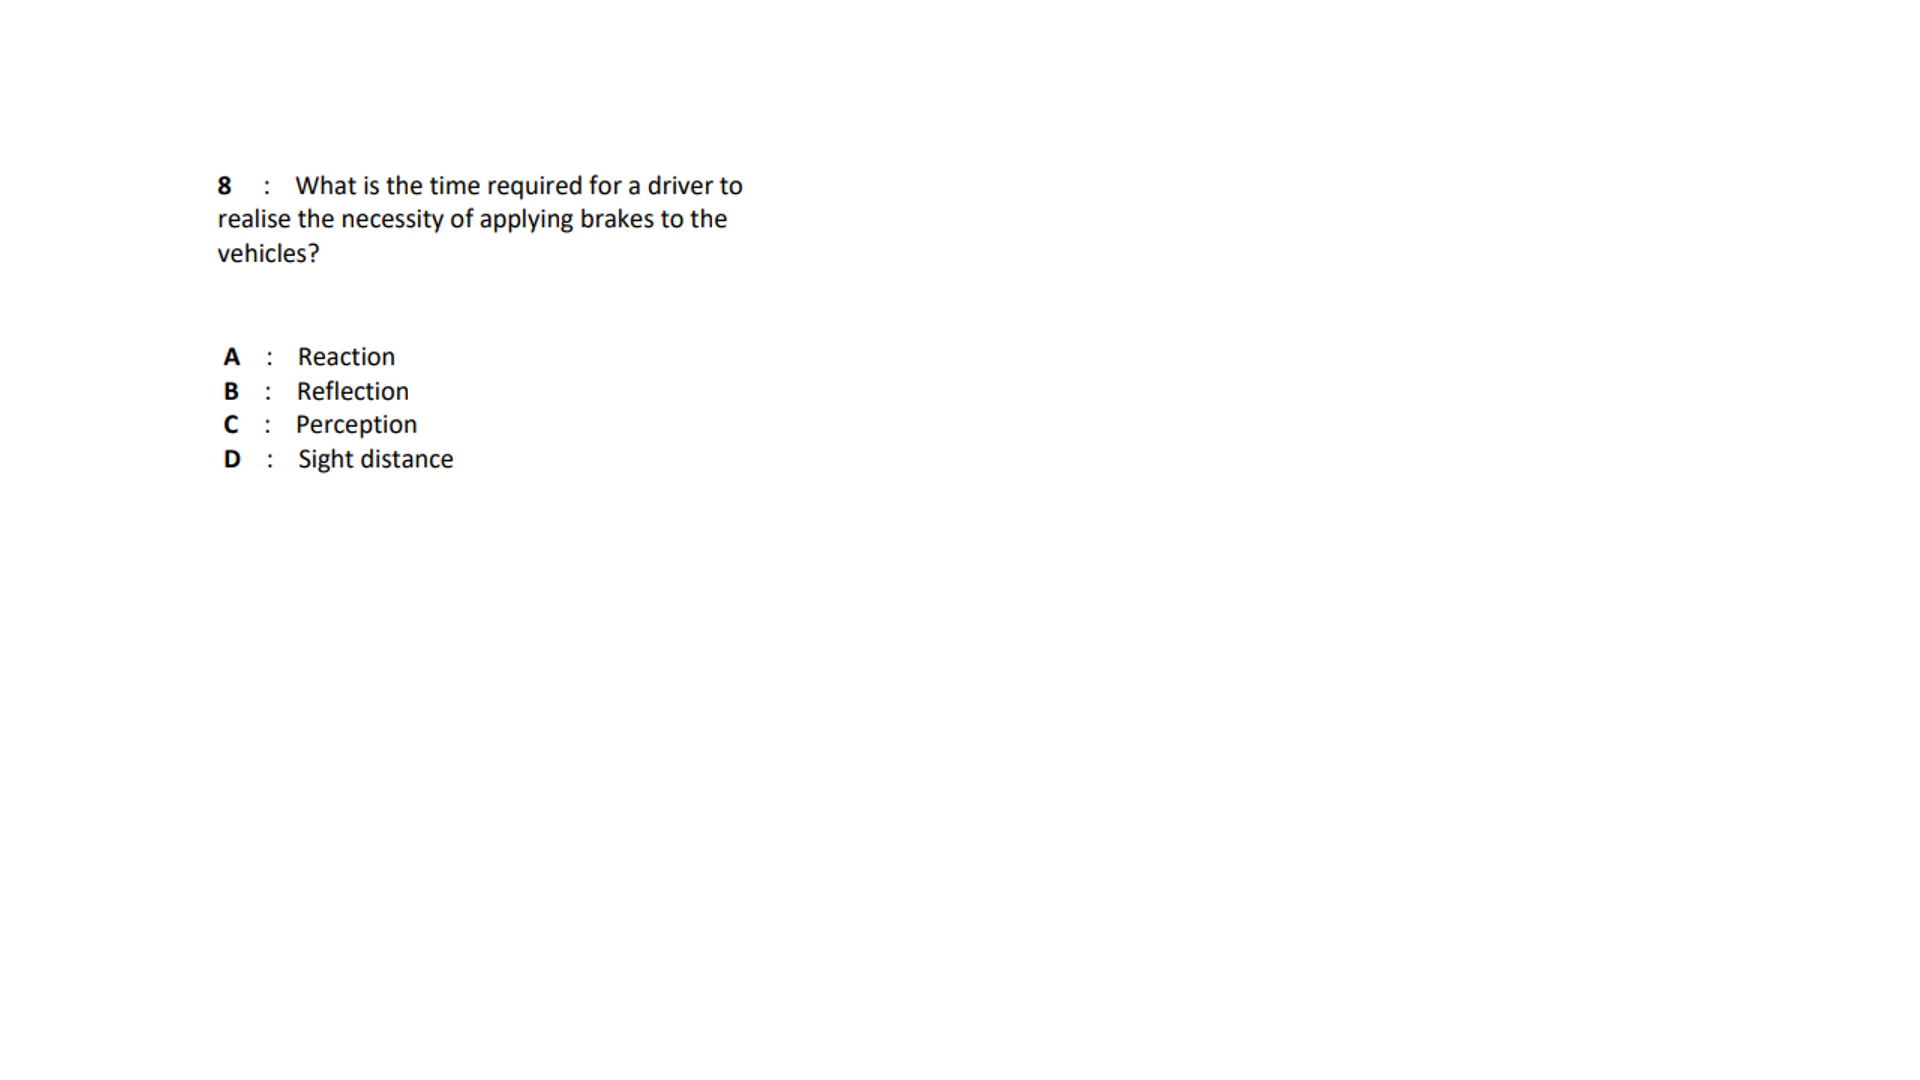 8 : What is the time required for a driver to
realise the necessity of applying brakes to the
vehicles?
A : Reaction
B : Reflection
C : Perception
D : Sight distance